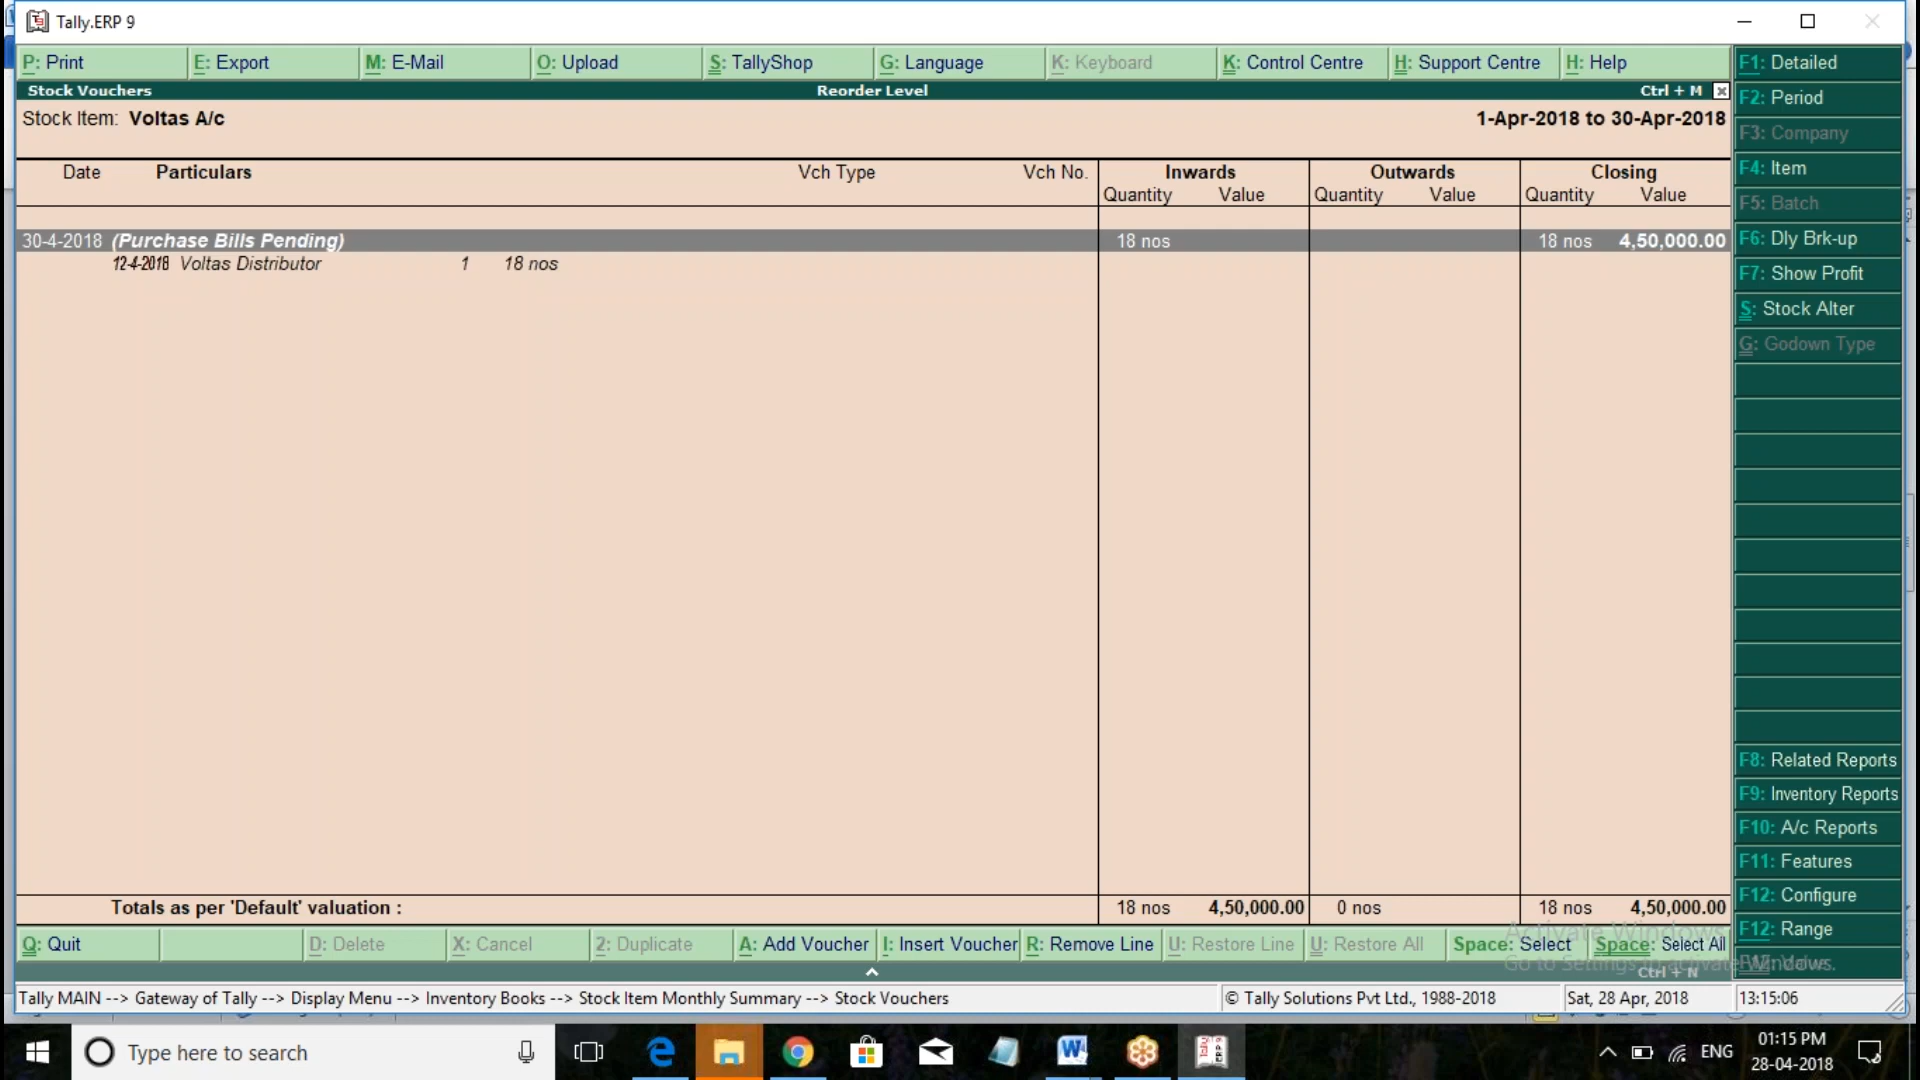 Tally.ERP 9
P: Print E: Export M: E-Mail O: Upload S: TallyShop G: Language K: Keyboard K: Control Centre H: Support Centre H: Help
Stock Vouchers Reorder Level Ctrl + M
Stock Item: Voltas A/c 1-Apr-2018 to 30-Apr-2018
Date Particulars Vch Type Vch No. Inwards Outwards Closing
Quantity Value Quantity Value Quantity Value
30-4-2018 (Purchase Bills Pending) 18 nos 18 nos 4,50,000.00
12-4-2018 Voltas Distributor 1 18 nos
Totals as per 'Default' valuation : 18 nos 4,50,000.00 0 nos 18 nos 4,50,000.00
Q: Quit D: Delete X: Cancel 2: Duplicate A: Add Voucher I: Insert Voucher R: Remove Line U: Restore Line U: Restore All Space: Select Space: Select All
F1: Detailed
F2: Period
F3: Company
F4: Item
F5: Batch
F6: Dly Brk-up
F7: Show Profit
S: Stock Alter
G: Godown Type
F8: Related Reports
F9: Inventory Reports
F10: A/c Reports
F11: Features
F12: Configure
F12: Range
Activate Windows
Go to Settings to activate Windows.
Ctrl + N
Tally MAIN --> Gateway of Tally --> Display Menu --> Inventory Books --> Stock Item Monthly Summary --> Stock Vouchers © Tally Solutions Pvt Ltd., 1988-2018 Sat, 28 Apr, 2018 13:15:06
Type here to search ENG 01:15 PM
28-04-2018